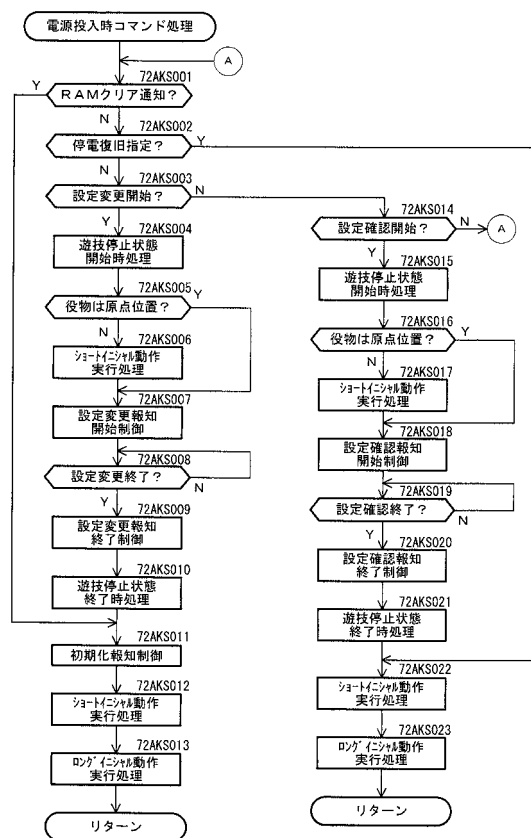 電源投入時コマンド処理
A
72AKS001
Y
RAMクリア通知?
N
72AKS002
停電復旧指定?
Y
N
72AKS003
設定変更開始?
N
Y
72AKS004
遊技停止状態
開始時処理
72AKS005
役物は原点位置?
Y
N
72AKS006
ショートイニシャル動作
実行処理
72AKS007
設定変更報知
開始制御
72AKS008
設定変更終了?
N
Y
72AKS009
設定変更報知
終了制御
72AKS010
遊技停止状態
終了時処理
72AKS011
初期化報知制御
72AKS012
ショートイニシャル動作
実行処理
72AKS013
ロングイニシャル動作
実行処理
リターン
72AKS014
設定確認開始?
N
A
Y
72AKS015
遊技停止状態
開始時処理
72AKS016
役物は原点位置?
Y
N
72AKS017
ショートイニシャル動作
実行処理
72AKS018
設定確認報知
開始制御
72AKS019
設定確認終了?
N
Y
72AKS020
設定確認報知
終了制御
72AKS021
遊技停止状態
終了時処理
72AKS022
ショートイニシャル動作
実行処理
72AKS023
ロングイニシャル動作
実行処理
リターン